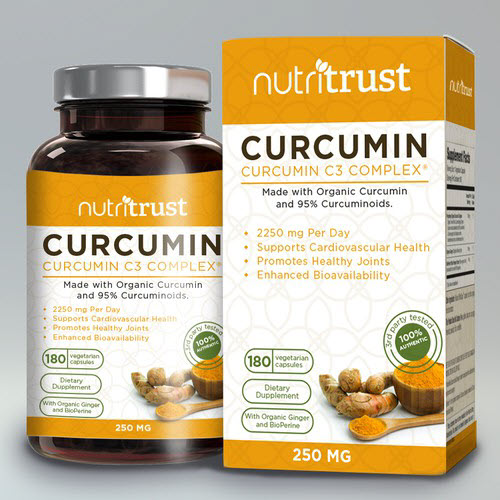 nutritrust
CURCUMIN
CURCUMIN C3 COMPLEX®
Made with Organic Curcumin
and 95% Curcuminoids.
• 2250 mg Per Day
• Supports Cardiovascular Health
• Promotes Healthy Joints
• Enhanced Bioavailability
3rd party tested
100%
AUTHENTIC
180 vegetarian
capsules
Dietary
Dupplement
With Organic Ginger
and BioPerine
250 MG
nutritrust
CURCUMIN
CURCUMIN C3 COMPLEX®
Made with Organic Curcumin
and 95% Curcuminoids.
• 2250 mg Per Day
• Supports Cardiovascular Health
• Promotes Healthy Joints
• Enhanced Bioavailability
3rd party tested
100%
AUTHENTIC
180 vegetarian
capsules
Dietary
Dupplement
With Organic Ginger
and BioPerine
250 MG
Supplement Facts